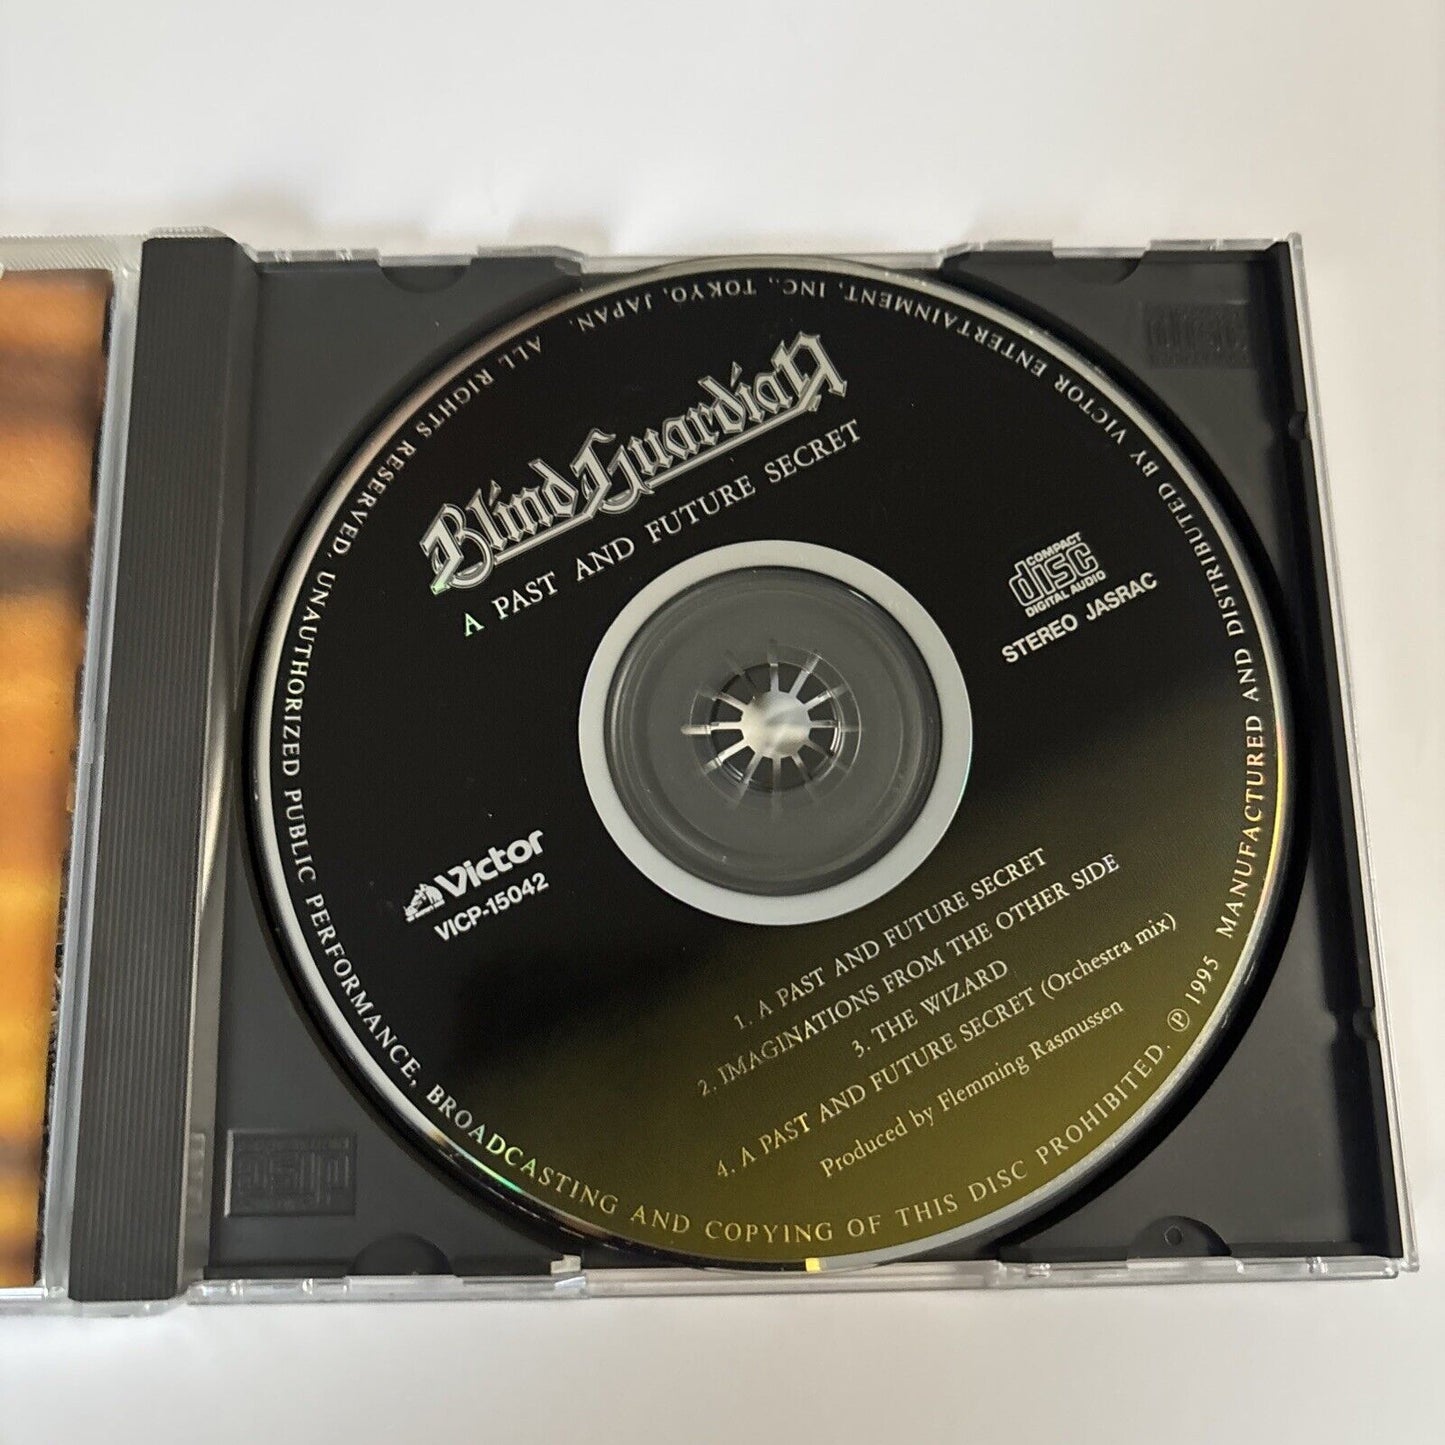 Blind Guardian
A PAST AND FUTURE SECRET
COMPACT
disc
DIGITAL AUDIO
STEREO JASRAC
Victor
VICP-15042
1. A PAST AND FUTURE SECRET
2. IMAGINATIONS FROM THE OTHER SIDE
3. THE WIZARD
4. A PAST AND FUTURE SECRET (Orchestra mix)
Produced by Flemming Rasmussen
ALL RIGHTS RESERVED. UNAUTHORIZED PUBLIC PERFORMANCE, BROADCASTING AND COPYING OF THIS DISC PROHIBITED. ℗ 1995 MANUFACTURED AND DISTRIBUTED BY VICTOR ENTERTAINMENT, INC., TOKYO, JAPAN.
disc
disc